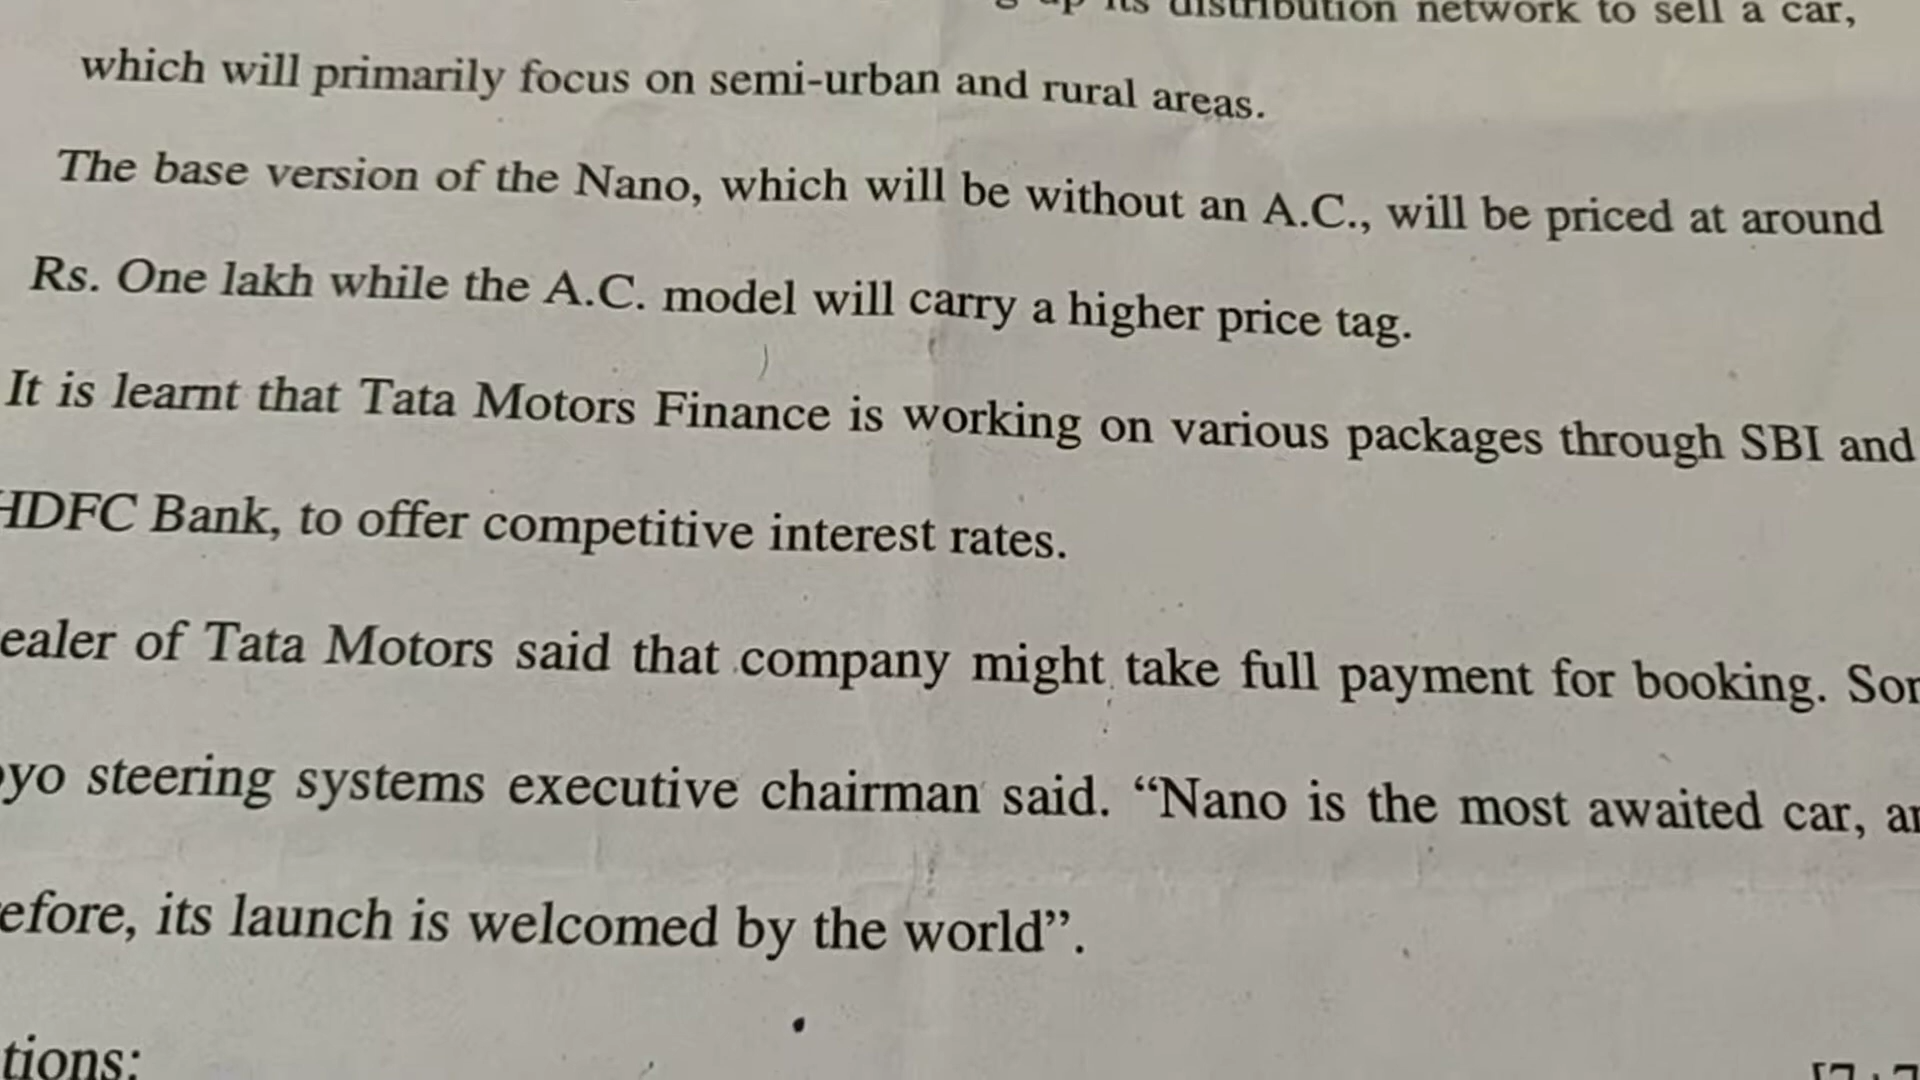 its distribution network to sell a car,
which will primarily focus on semi-urban and rural areas.
The base version of the Nano, which will be without an A.C., will be priced at around
Rs. One lakh while the A.C. model will carry a higher price tag.
It is learnt that Tata Motors Finance is working on various packages through SBI and
HDFC Bank, to offer competitive interest rates.
ealer of Tata Motors said that company might take full payment for booking.
steering systems executive chairman said. “Nano is the most awaited car,
efore, its launch is welcomed by the world”.
tions: